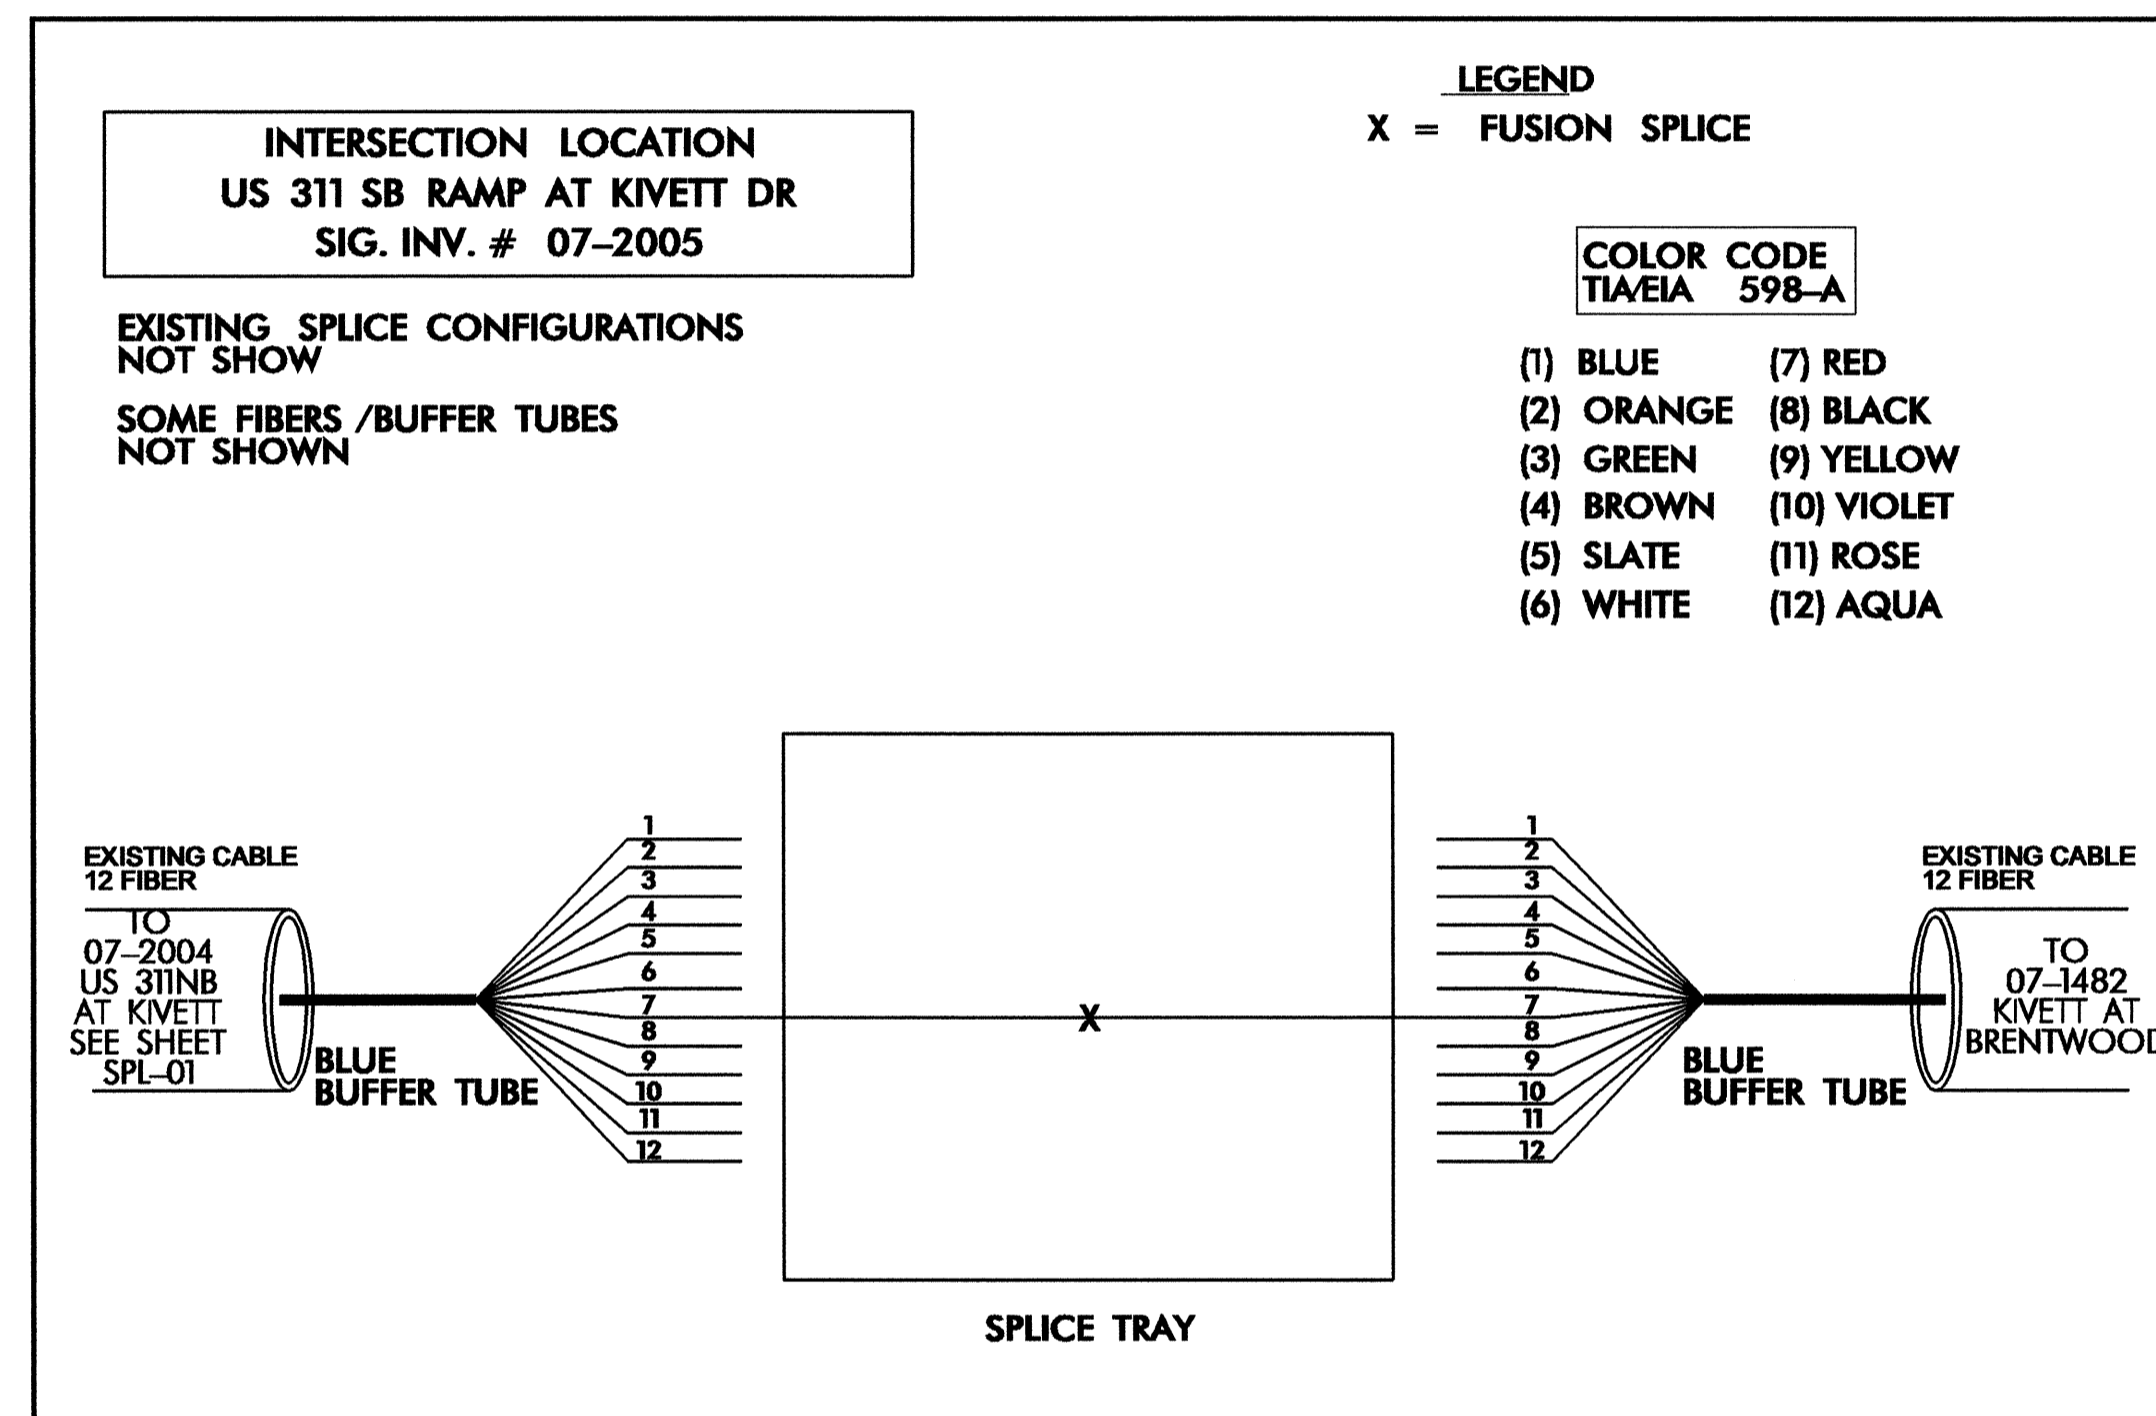 LEGEND
X = FUSION SPLICE
INTERSECTION LOCATION
US 311 SB RAMP AT KIVETT DR
SIG. INV. # 07–2005
COLOR CODE
TIA/EIA 598–A
EXISTING SPLICE CONFIGURATIONS
NOT SHOW
SOME FIBERS /BUFFER TUBES
NOT SHOWN
(1) BLUE (7) RED
(2) ORANGE (8) BLACK
(3) GREEN (9) YELLOW
(4) BROWN (10) VIOLET
(5) SLATE (11) ROSE
(6) WHITE (12) AQUA
EXISTING CABLE
12 FIBER
TO
07–2004
US 311NB
AT KIVETT
SEE SHEET
SPL–01
BLUE
BUFFER TUBE
1
2
3
4
5
6
7
8
9
10
11
12
X
SPLICE TRAY
1
2
3
4
5
6
7
8
9
10
11
12
BLUE
BUFFER TUBE
EXISTING CABLE
12 FIBER
TO
07–1482
KIVETT AT
BRENTWOOD